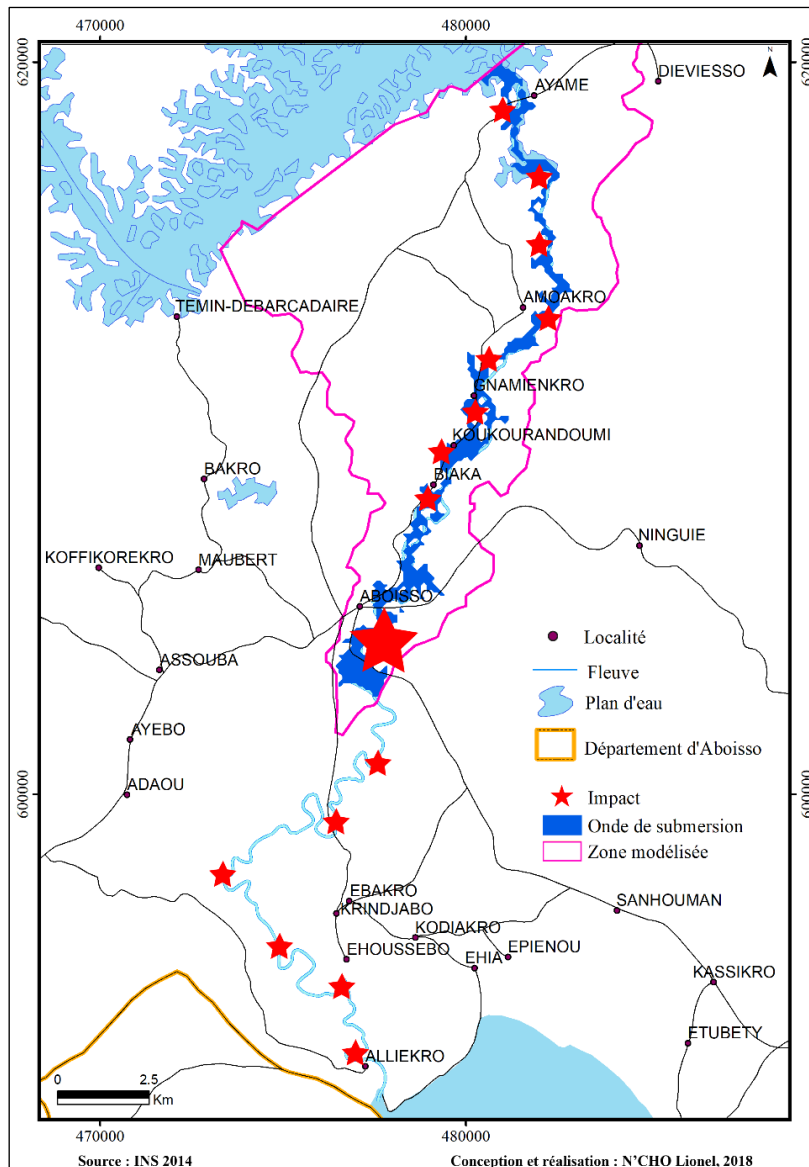 470000 480000
620000 620000
N
DIEVIESSO
AYAME
TEMIN-DEBARCADAIRE
AMOAKRO
GNAMIENKRO
KOUKOURANDOUMI
BAKRO
BIAKA
NINGUIE
KOFFIKOREKRO
MAUBERT
ABOISSO
Localité
ASSOUBA
Fleuve
Plan d'eau
AYEBO
Département d'Aboisso
ADAOU
600000 600000
Impact
Onde de submersion
Zone modélisée
EBAKRO
SANHOUMAN
KRINDJABO
KODIAKRO
EHOUSSEBO
EPIENOU
EHIA
KASSIKRO
ETUBETY
ALLIEKRO
0 2.5
Km
470000 480000
Source : INS 2014 Conception et réalisation : N'CHO Lionel, 2018